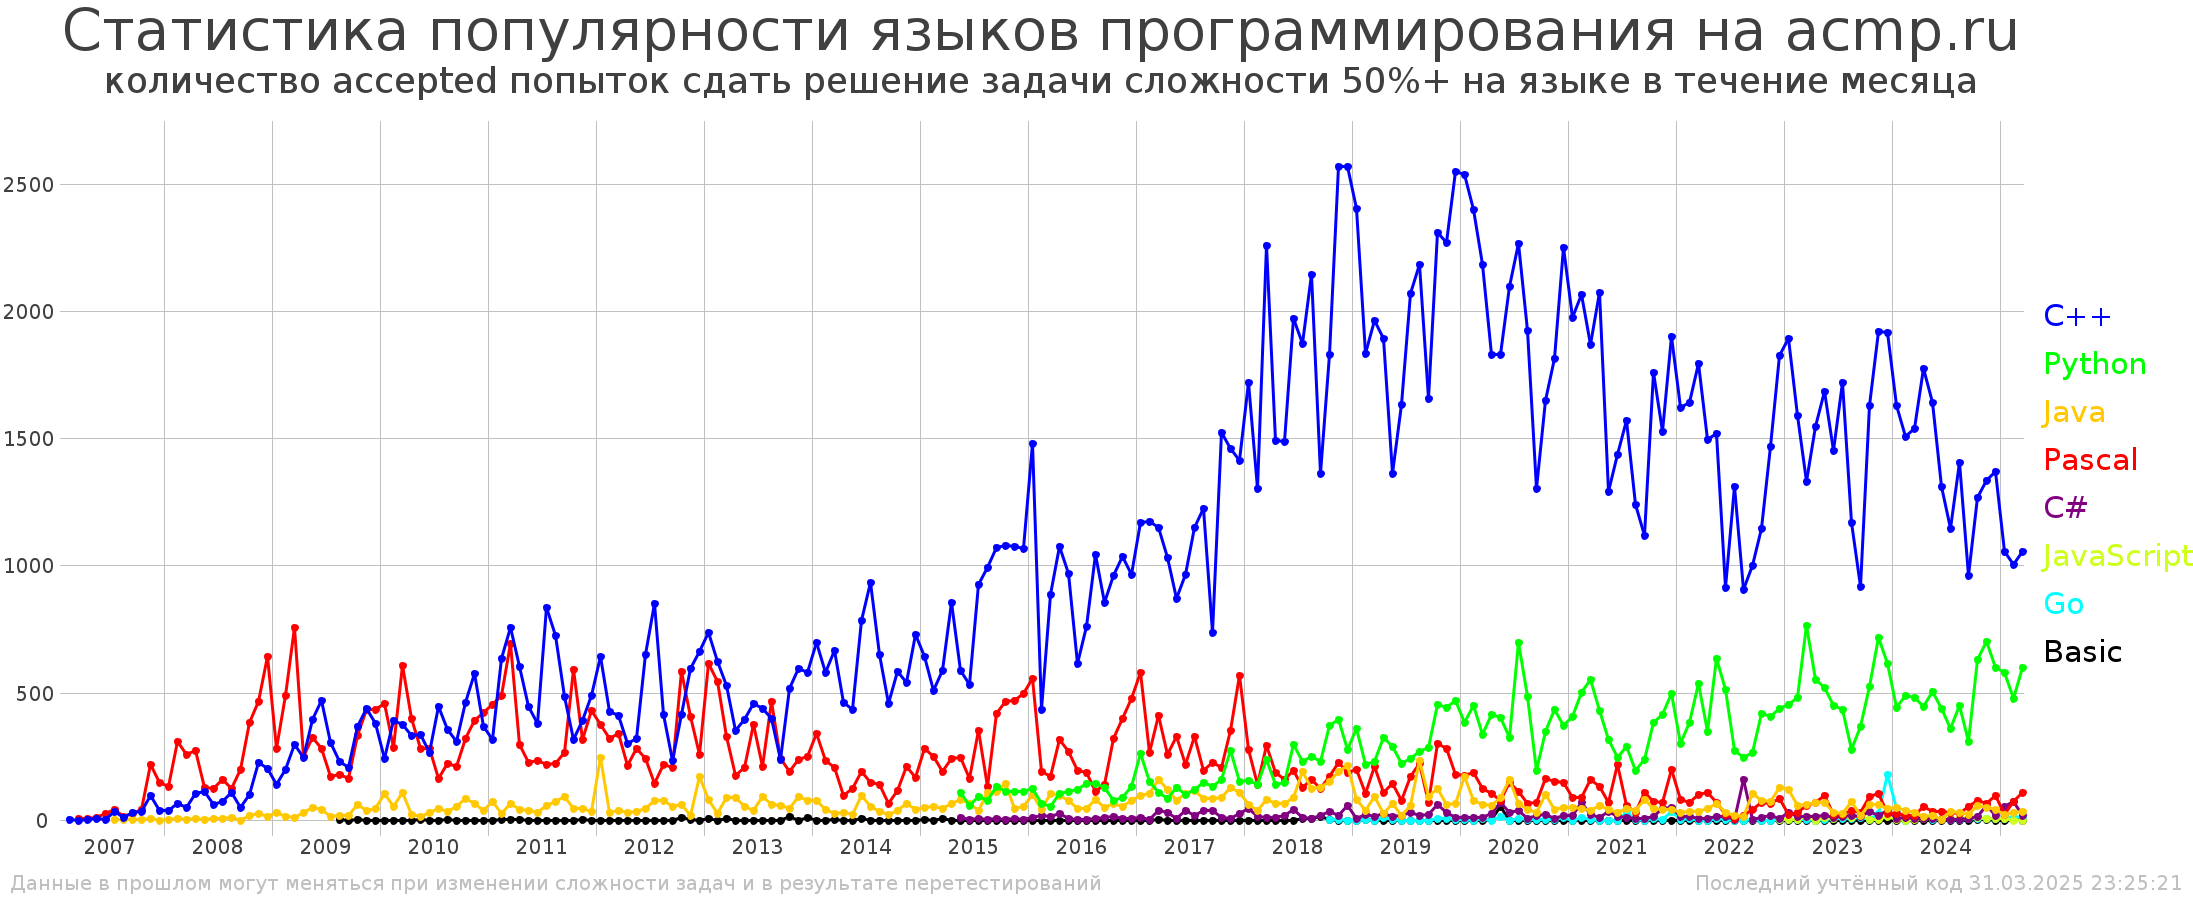 Статистика популярности языков программирования на acmp.ru
количество accepted попыток сдать решение задачи сложности 50%+ на языке в течение месяца
2500
2000
1500
1000
500
0
C++
Python
Java
Pascal
C#
JavaScript
Go
Basic
2007 2008 2009 2010 2011 2012 2013 2014 2015 2016 2017 2018 2019 2020 2021 2022 2023 2024
Данные в прошлом могут меняться при изменении сложности задач и в результате перетестирований
Последний учтённый код 31.03.2025 23:25:21